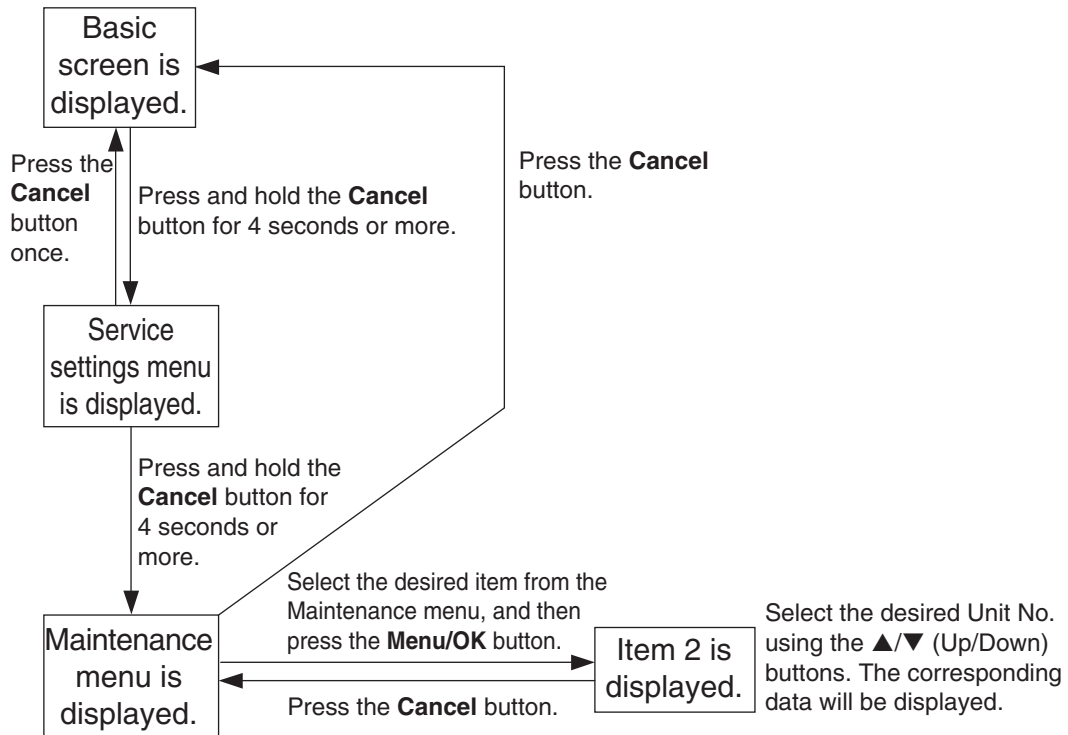 Basic
screen is
displayed.
Press the
Cancel
button
once.
Press and hold the Cancel
button for 4 seconds or more.
Press the Cancel
button.
Service
settings menu
is displayed.
Press and hold the
Cancel button for
4 seconds or
more.
Maintenance
menu is
displayed.
Select the desired item from the
Maintenance menu, and then
press the Menu/OK button.
Press the Cancel button.
Item 2 is
displayed.
Select the desired Unit No.
using the ▲/▼ (Up/Down)
buttons. The corresponding
data will be displayed.